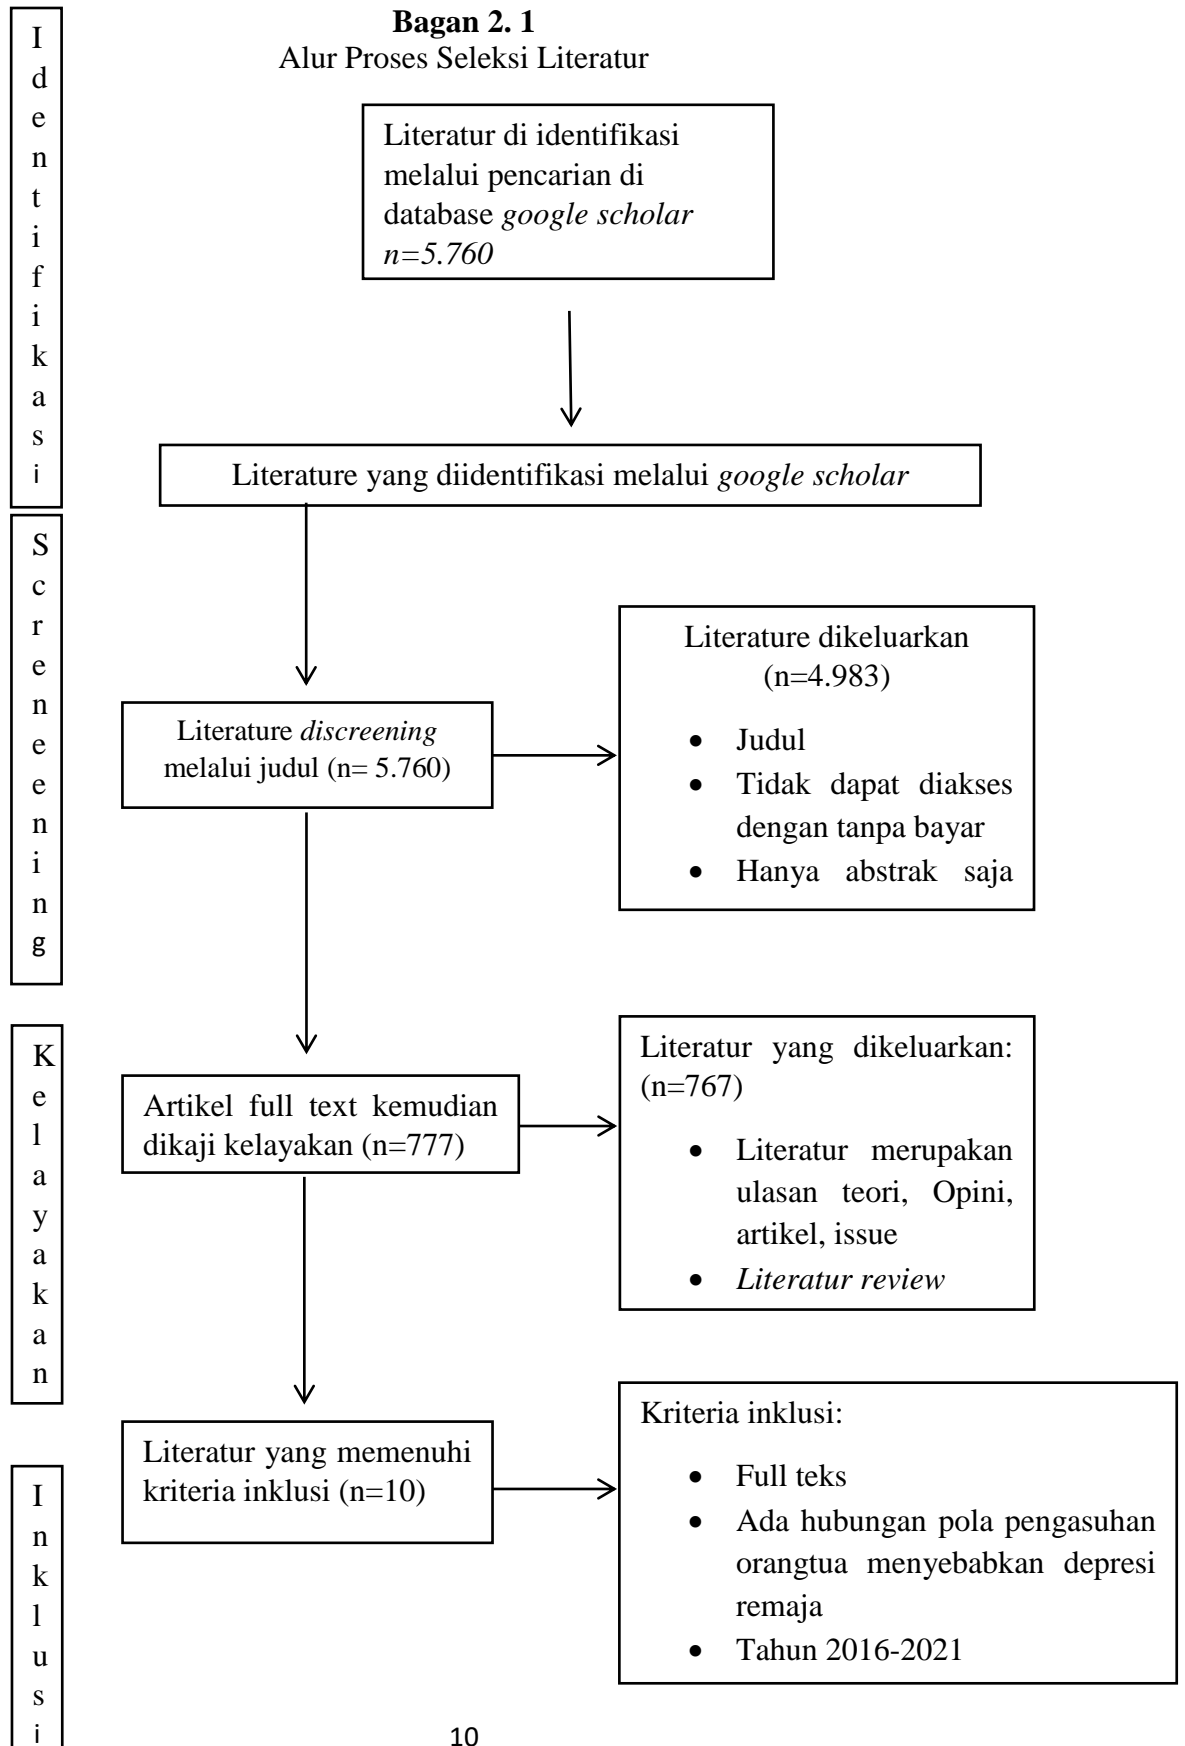 Bagan 2. 1
Alur Proses Seleksi Literatur
Identifikasi
Literatur di identifikasi
melalui pencarian di
database google scholar
n=5.760
Literature yang diidentifikasi melalui google scholar
Screneening
Literature discreening
melalui judul (n= 5.760)
Literature dikeluarkan
(n=4.983)
• Judul
• Tidak dapat diakses
dengan tanpa bayar
• Hanya abstrak saja
Kelayakan
Artikel full text kemudian
dikaji kelayakan (n=777)
Literatur yang dikeluarkan:
(n=767)
• Literatur merupakan
ulasan teori, Opini,
artikel, issue
• Literatur review
Inklusi
Literatur yang memenuhi
kriteria inklusi (n=10)
Kriteria inklusi:
• Full teks
• Ada hubungan pola pengasuhan
orangtua menyebabkan depresi
remaja
• Tahun 2016-2021
10